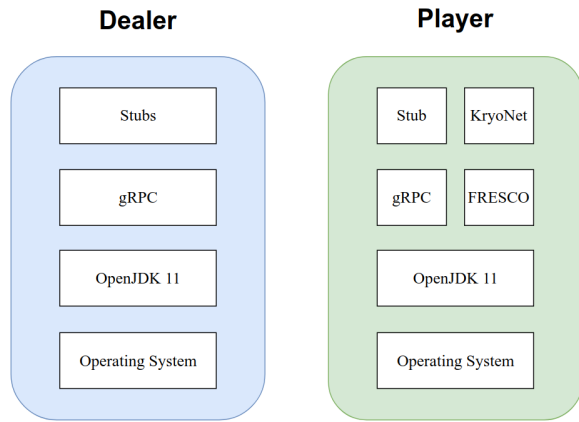 Dealer
Stubs
gRPC
OpenJDK 11
Operating System
Player
Stub
KryoNet
gRPC
FRESCO
OpenJDK 11
Operating System